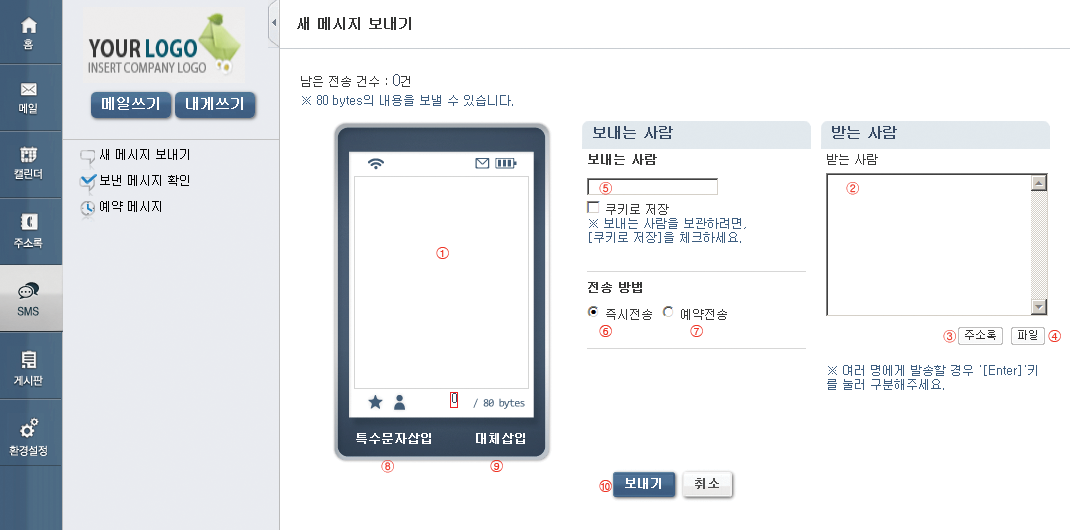 홈
메일
캘린더
주소록
SMS
게시판
환경설정
YOUR LOGO
INSERT COMPANY LOGO
메일쓰기 내게쓰기
새 메시지 보내기
보낸 메시지 확인
예약 메시지
새 메시지 보내기
남은 전송 건수 : 0건
※ 80 bytes의 내용을 보낼 수 있습니다.
①
0 / 80 bytes
특수문자삽입 대체삽입
⑧ ⑨
보내는 사람
보내는 사람
⑤
쿠키로 저장
※ 보내는 사람을 보관하려면,
[쿠키로 저장]을 체크하세요.
전송 방법
즉시전송 예약전송
⑥ ⑦
받는 사람
받는 사람
②
③ 주소록 파일 ④
※ 여러 명에게 발송할 경우 '[Enter]'키
를 눌러 구분해주세요.
⑩ 보내기 취소